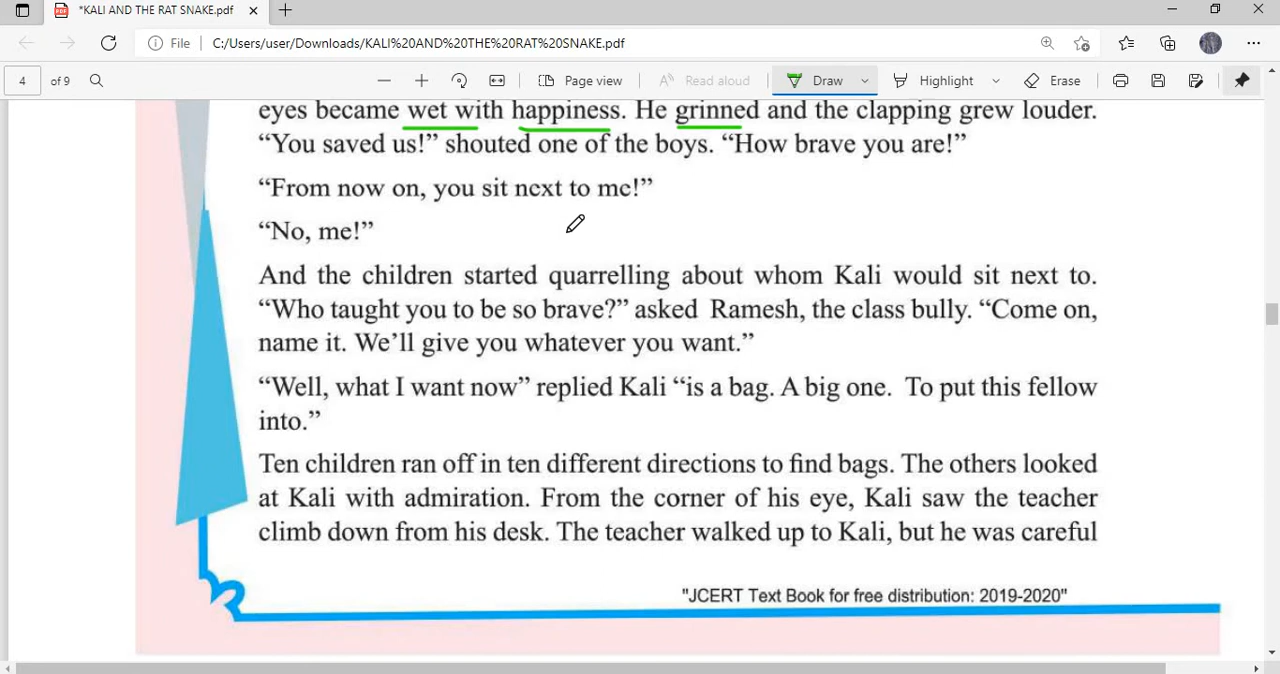 *KALI AND THE RAT SNAKE.pdf
File C:/Users/user/Downloads/KALI%20AND%20THE%20RAT%20SNAKE.pdf
4 of 9 Page view Read aloud Draw Highlight Erase
eyes became wet with happiness. He grinned and the clapping grew louder.
“You saved us!” shouted one of the boys. “How brave you are!”
“From now on, you sit next to me!”
“No, me!”
And the children started quarrelling about whom Kali would sit next to.
“Who taught you to be so brave?” asked Ramesh, the class bully. “Come on,
name it. We’ll give you whatever you want.”
“Well, what I want now” replied Kali “is a bag. A big one. To put this fellow
into.”
Ten children ran off in ten different directions to find bags. The others looked
at Kali with admiration. From the corner of his eye, Kali saw the teacher
climb down from his desk. The teacher walked up to Kali, but he was careful
"JCERT Text Book for free distribution: 2019-2020"